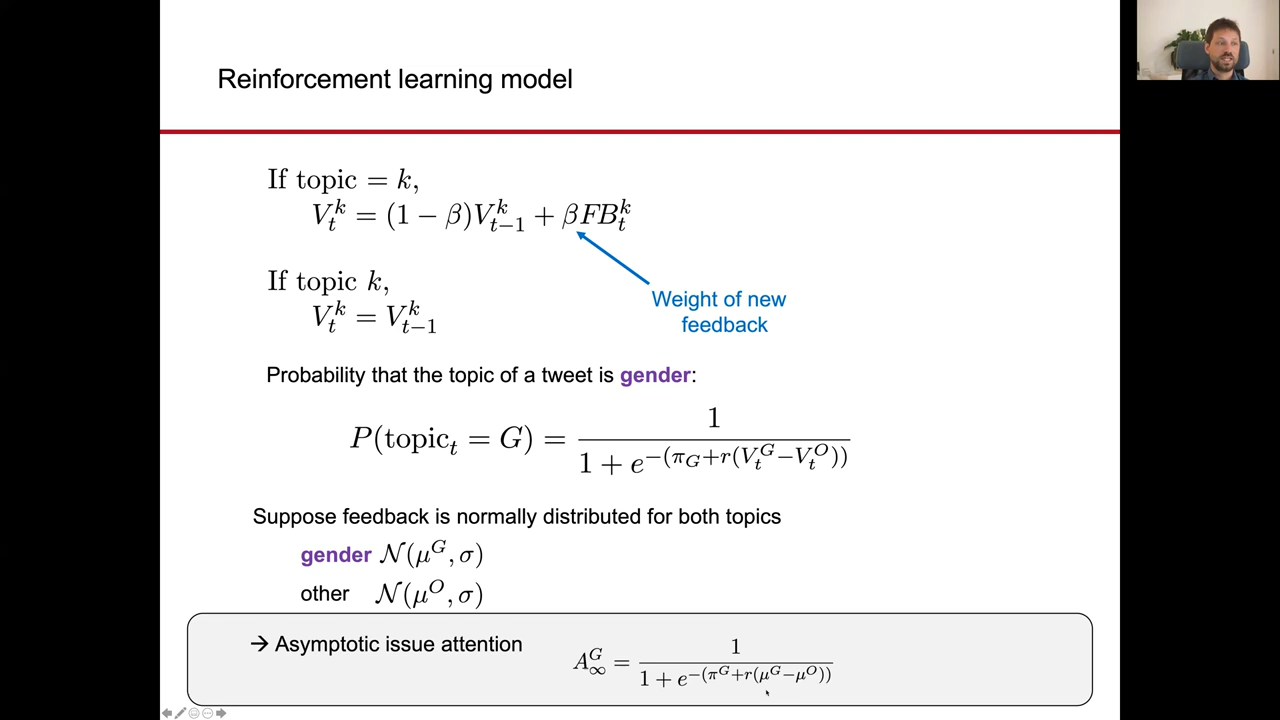 Reinforcement learning model
If topic = k,
V_t^k = (1 − β)V_{t−1}^k + βFB_t^k
If topic k,
V_t^k = V_{t−1}^k
Weight of new
feedback
Probability that the topic of a tweet is gender:
P(topic_t = G) = \frac{1}{1 + e^{−(π_G+r(V_t^G−V_t^O))}}
Suppose feedback is normally distributed for both topics
gender 𝒩(μ^G, σ)
other 𝒩(μ^O, σ)
→ Asymptotic issue attention A_∞^G = \frac{1}{1 + e^{−(π^G+r(μ^G−μ^O))}}